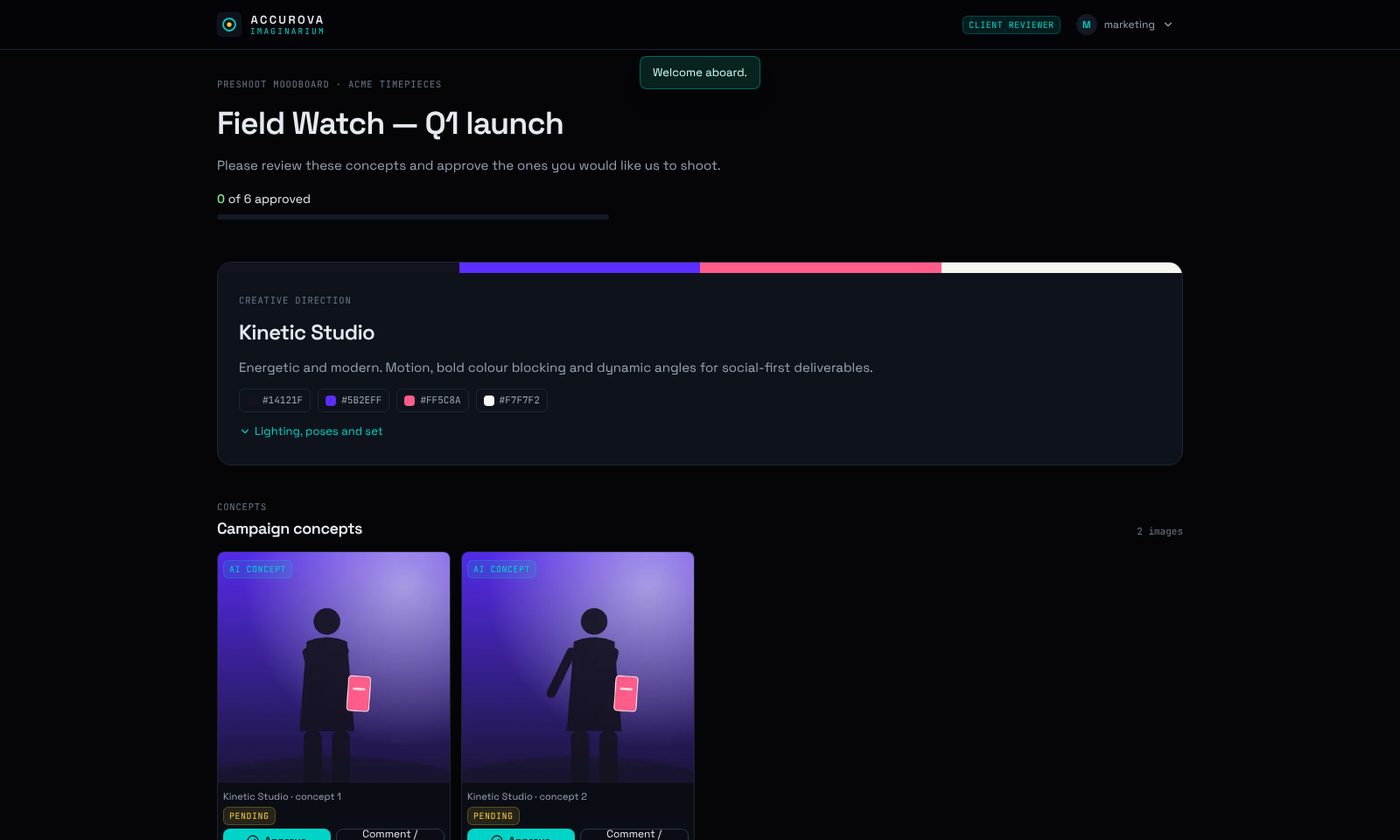 ACCUROVA
IMAGINARIUM
CLIENT REVIEWER
M
marketing
Welcome aboard.
PRESHOOT MOODBOARD · ACME TIMEPIECES
Field Watch — Q1 launch
Please review these concepts and approve the ones you would like us to shoot.
0 of 6 approved
CREATIVE DIRECTION
Kinetic Studio
Energetic and modern. Motion, bold colour blocking and dynamic angles for social-first deliverables.
#14121F
#5B2EFF
#FF5C8A
#F7F7F2
Lighting, poses and set
CONCEPTS
Campaign concepts
2 images
AI CONCEPT
AI CONCEPT
Kinetic Studio · concept 1
Kinetic Studio · concept 2
PENDING
PENDING
Approve
Comment /
Approve
Comment /